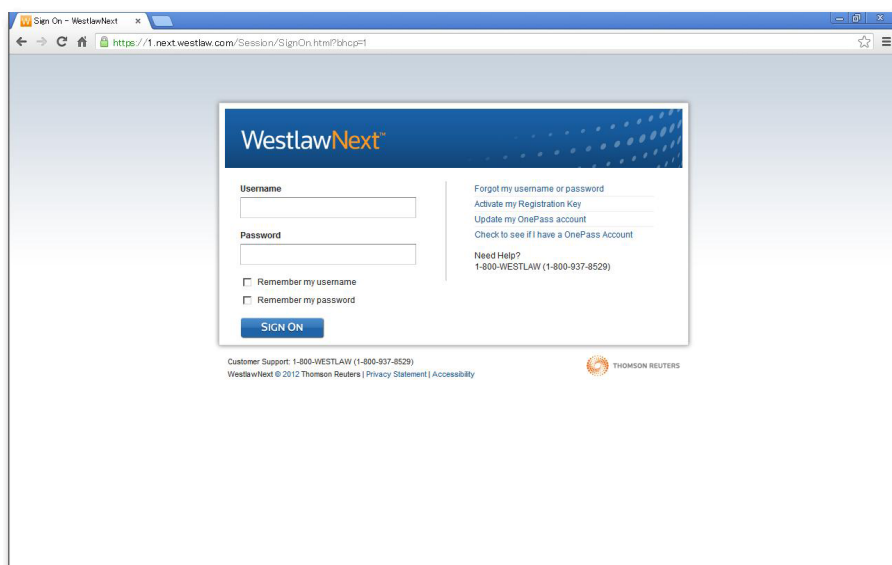 Sign On - WestlawNext
https://1.next.westlaw.com/Session/SignOn.html?bhcp=1
WestlawNext™
Username
Password
Remember my username
Remember my password
SIGN ON
Forgot my username or password
Activate my Registration Key
Update my OnePass account
Check to see if I have a OnePass Account
Need Help?
1-800-WESTLAW (1-800-937-8529)
Customer Support: 1-800-WESTLAW (1-800-937-8529)
WestlawNext © 2012 Thomson Reuters | Privacy Statement | Accessibility
THOMSON REUTERS